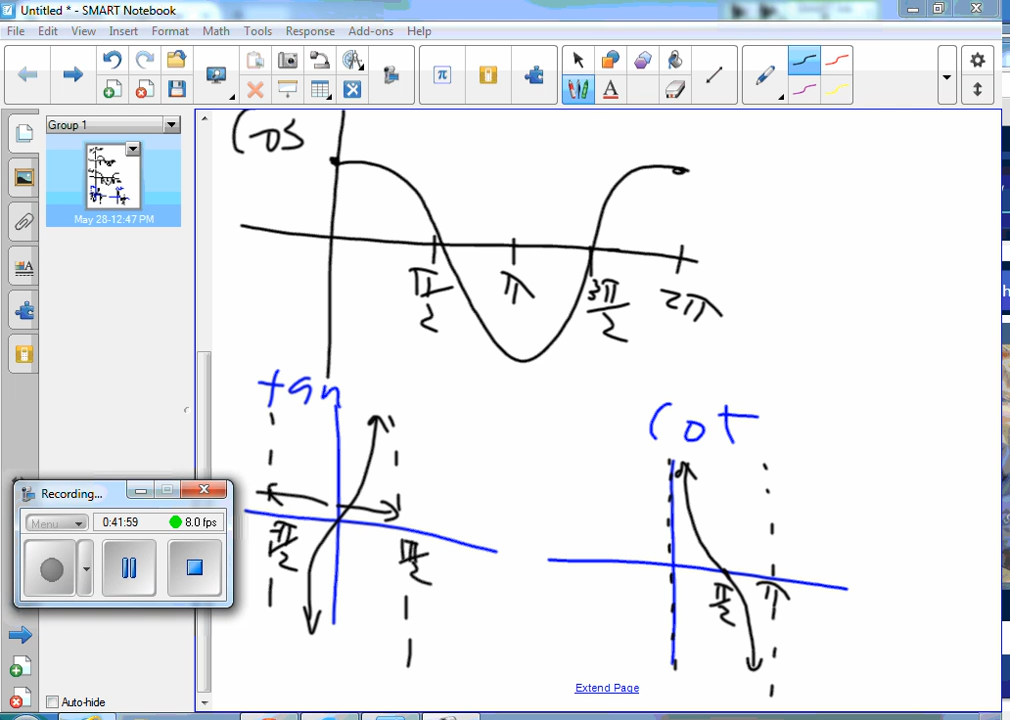 Untitled * - SMART Notebook
File Edit View Insert Format Math Tools Response Add-ons Help
π
A
Group 1
May 28-12:47 PM
Cos
π/2 π 3π/2 2π
tan
Cot
Recording...
Menu 0:41:59 8.0 fps
-π/2 π/2
π/2 π
Extend Page
Auto-hide